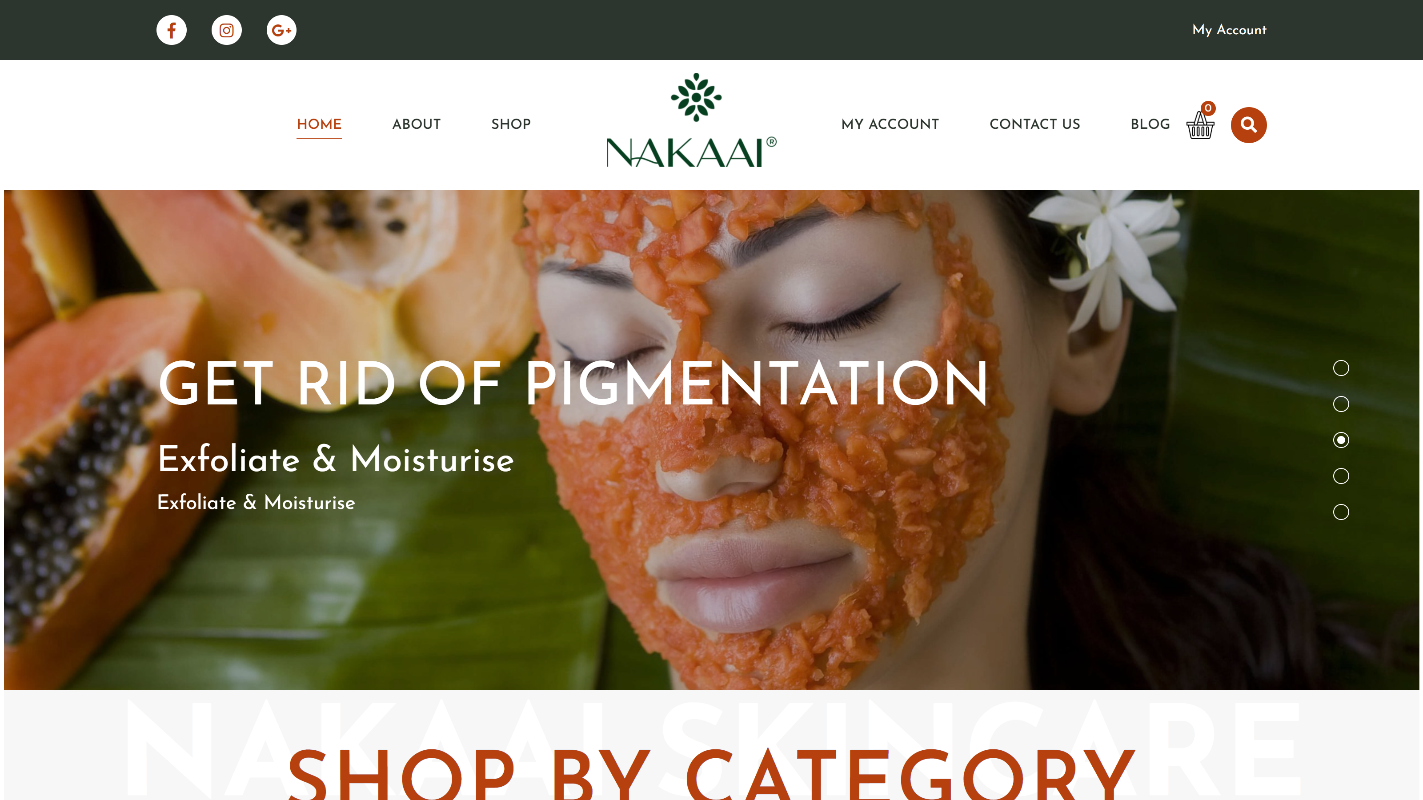 My Account
HOME
ABOUT
SHOP
NAKAAI®
MY ACCOUNT
CONTACT US
BLOG
0
GET RID OF PIGMENTATION
Exfoliate & Moisturise
Exfoliate & Moisturise
NAKAAI SKINCARE
SHOP BY CATEGORY